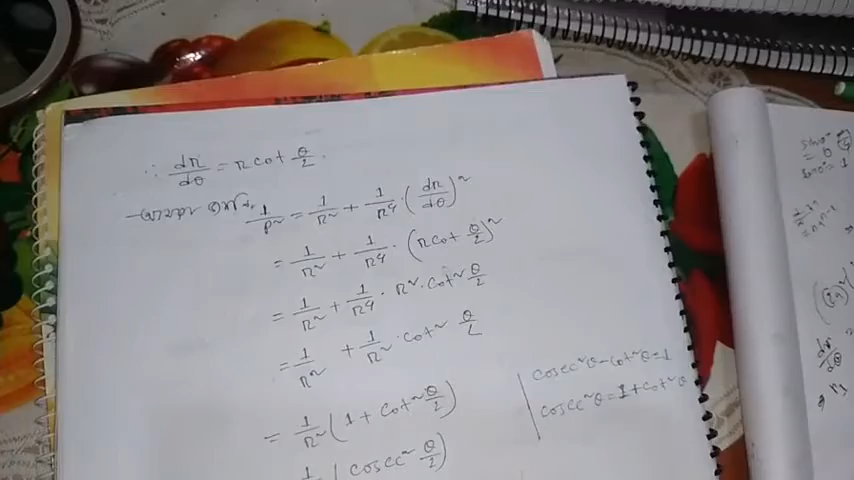 ∴ dr/dθ = r cot θ/2.
আমরা জানি, 1/p² = 1/r² + 1/r⁴ · (dr/dθ)²
= 1/r² + 1/r⁴ · (r cot θ/2)²
= 1/r² + 1/r⁴ · r² · cot² θ/2
= 1/r² + 1/r² · cot² θ/2
= 1/r² (1 + cot² θ/2)
cosec²θ - cot²θ = 1
cosec²θ = 1 + cot²θ
(cosec² θ/2)